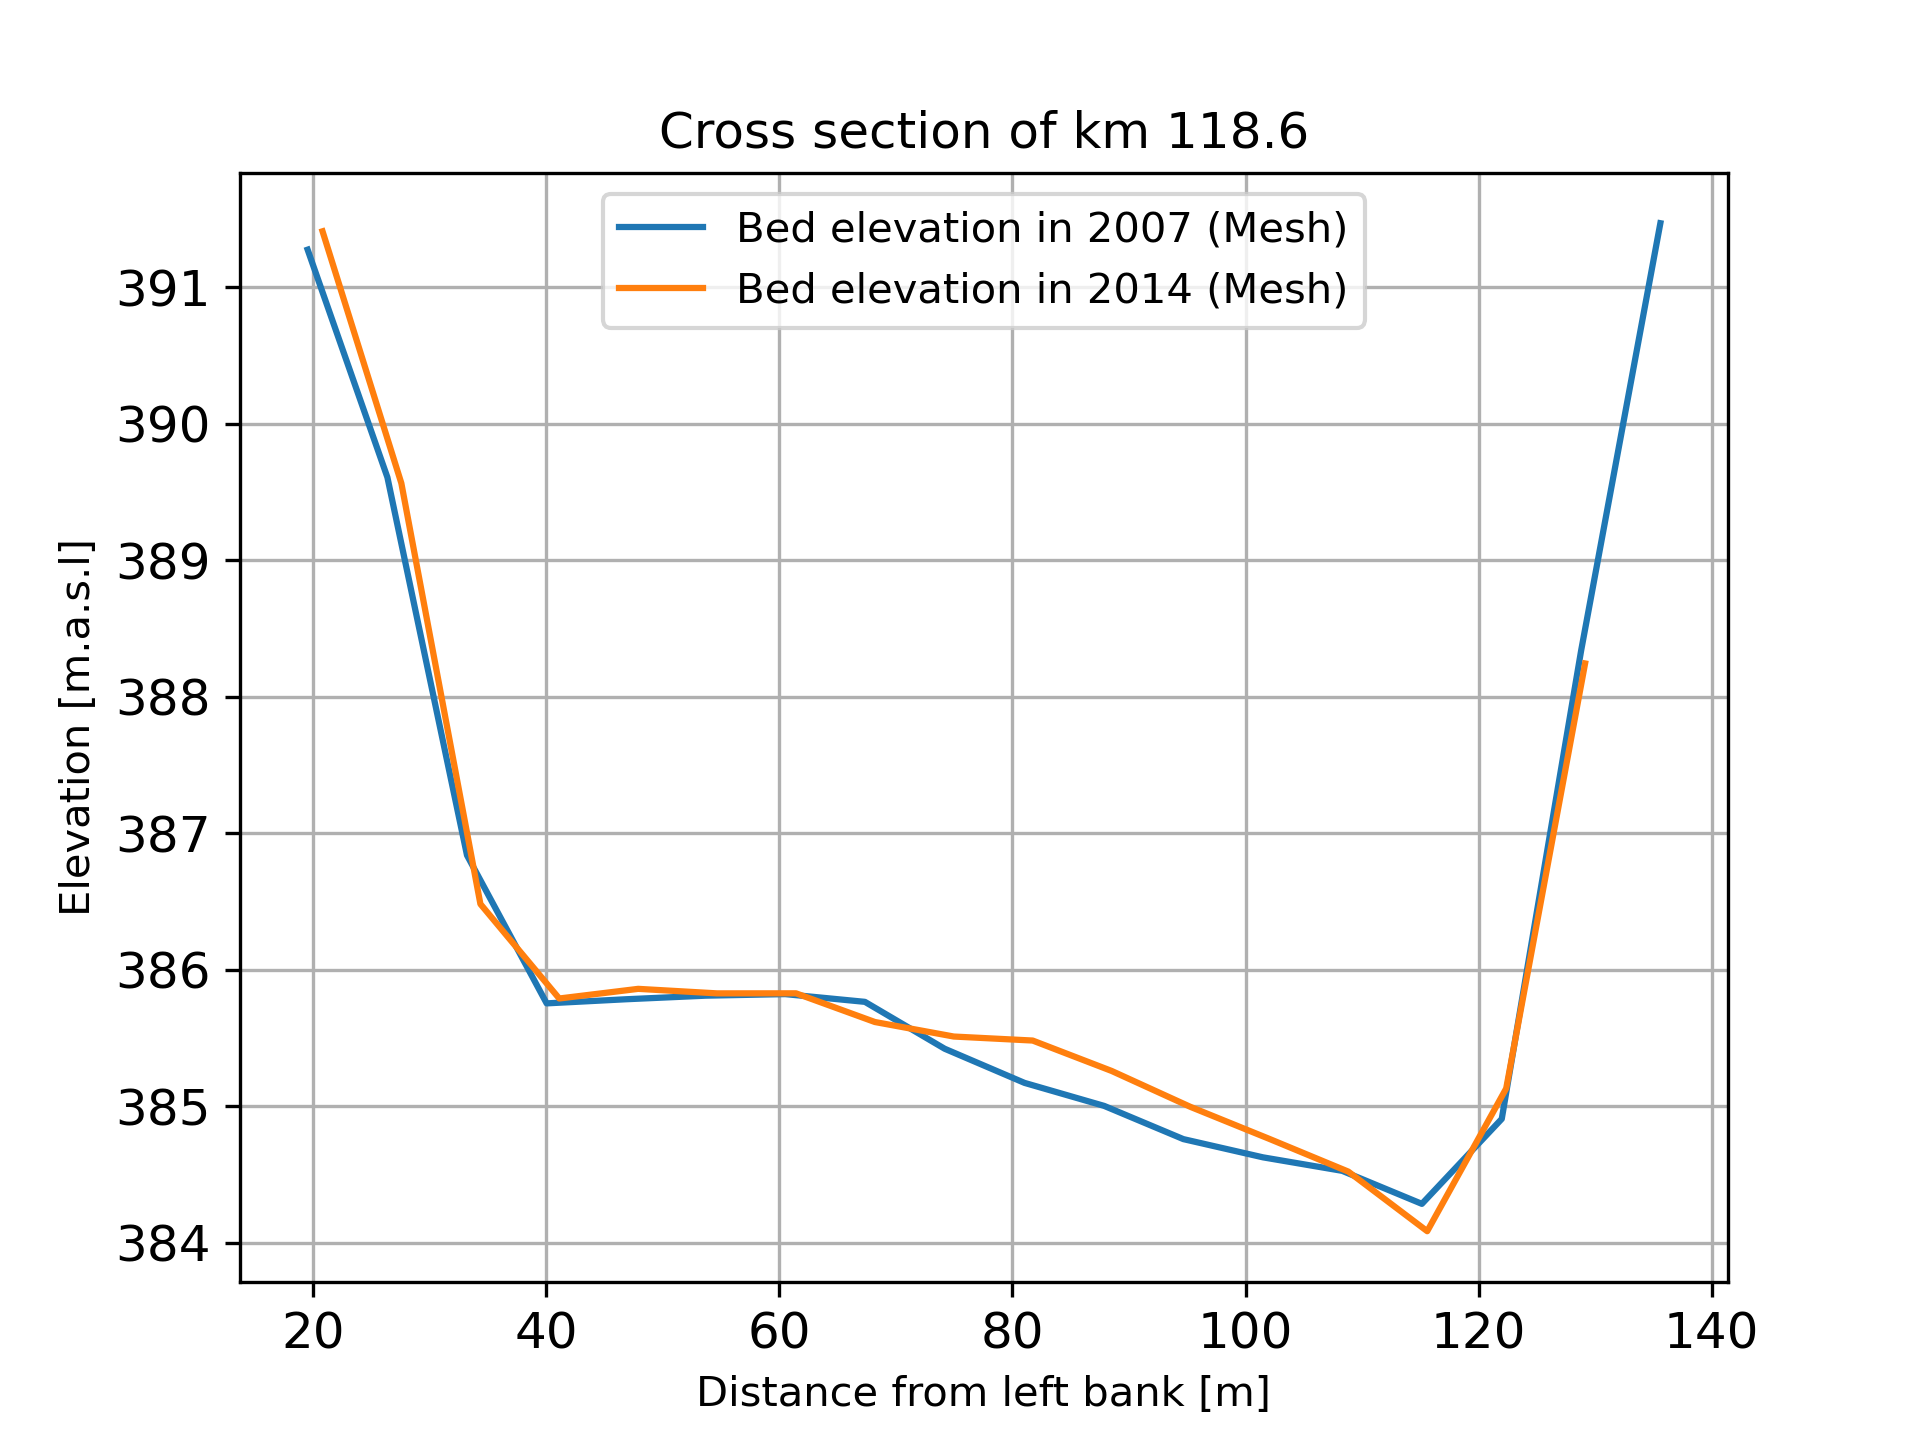 Cross section of km 118.6
Bed elevation in 2007 (Mesh)
Bed elevation in 2014 (Mesh)
Elevation [m.a.s.l]
391
390
389
388
387
386
385
384
20 40 60 80 100 120 140
Distance from left bank [m]